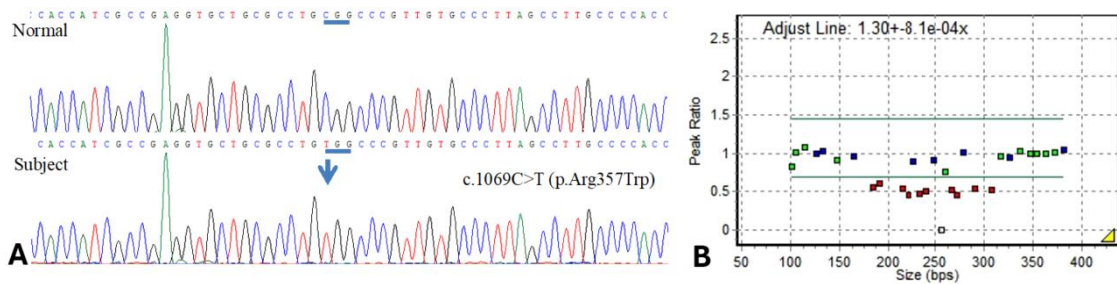 CACCATCGCCGAGGTGCTGCGCCTGCGGCCCGTTGTGCCCTTAGCCTTGCCCCACC
Normal
CACCATCGCCGAGGTGCTGCGCCTGTGGCCCGTTGTGCCCTTAGCCTTGCCCCACC
Subject
c.1069C>T (p.Arg357Trp)
A
Adjust Line: 1.30+-8.1e-04x
2.5
2
1.5
1
0.5
0
Peak Ratio
50 100 150 200 250 300 350 400
Size (bps)
B